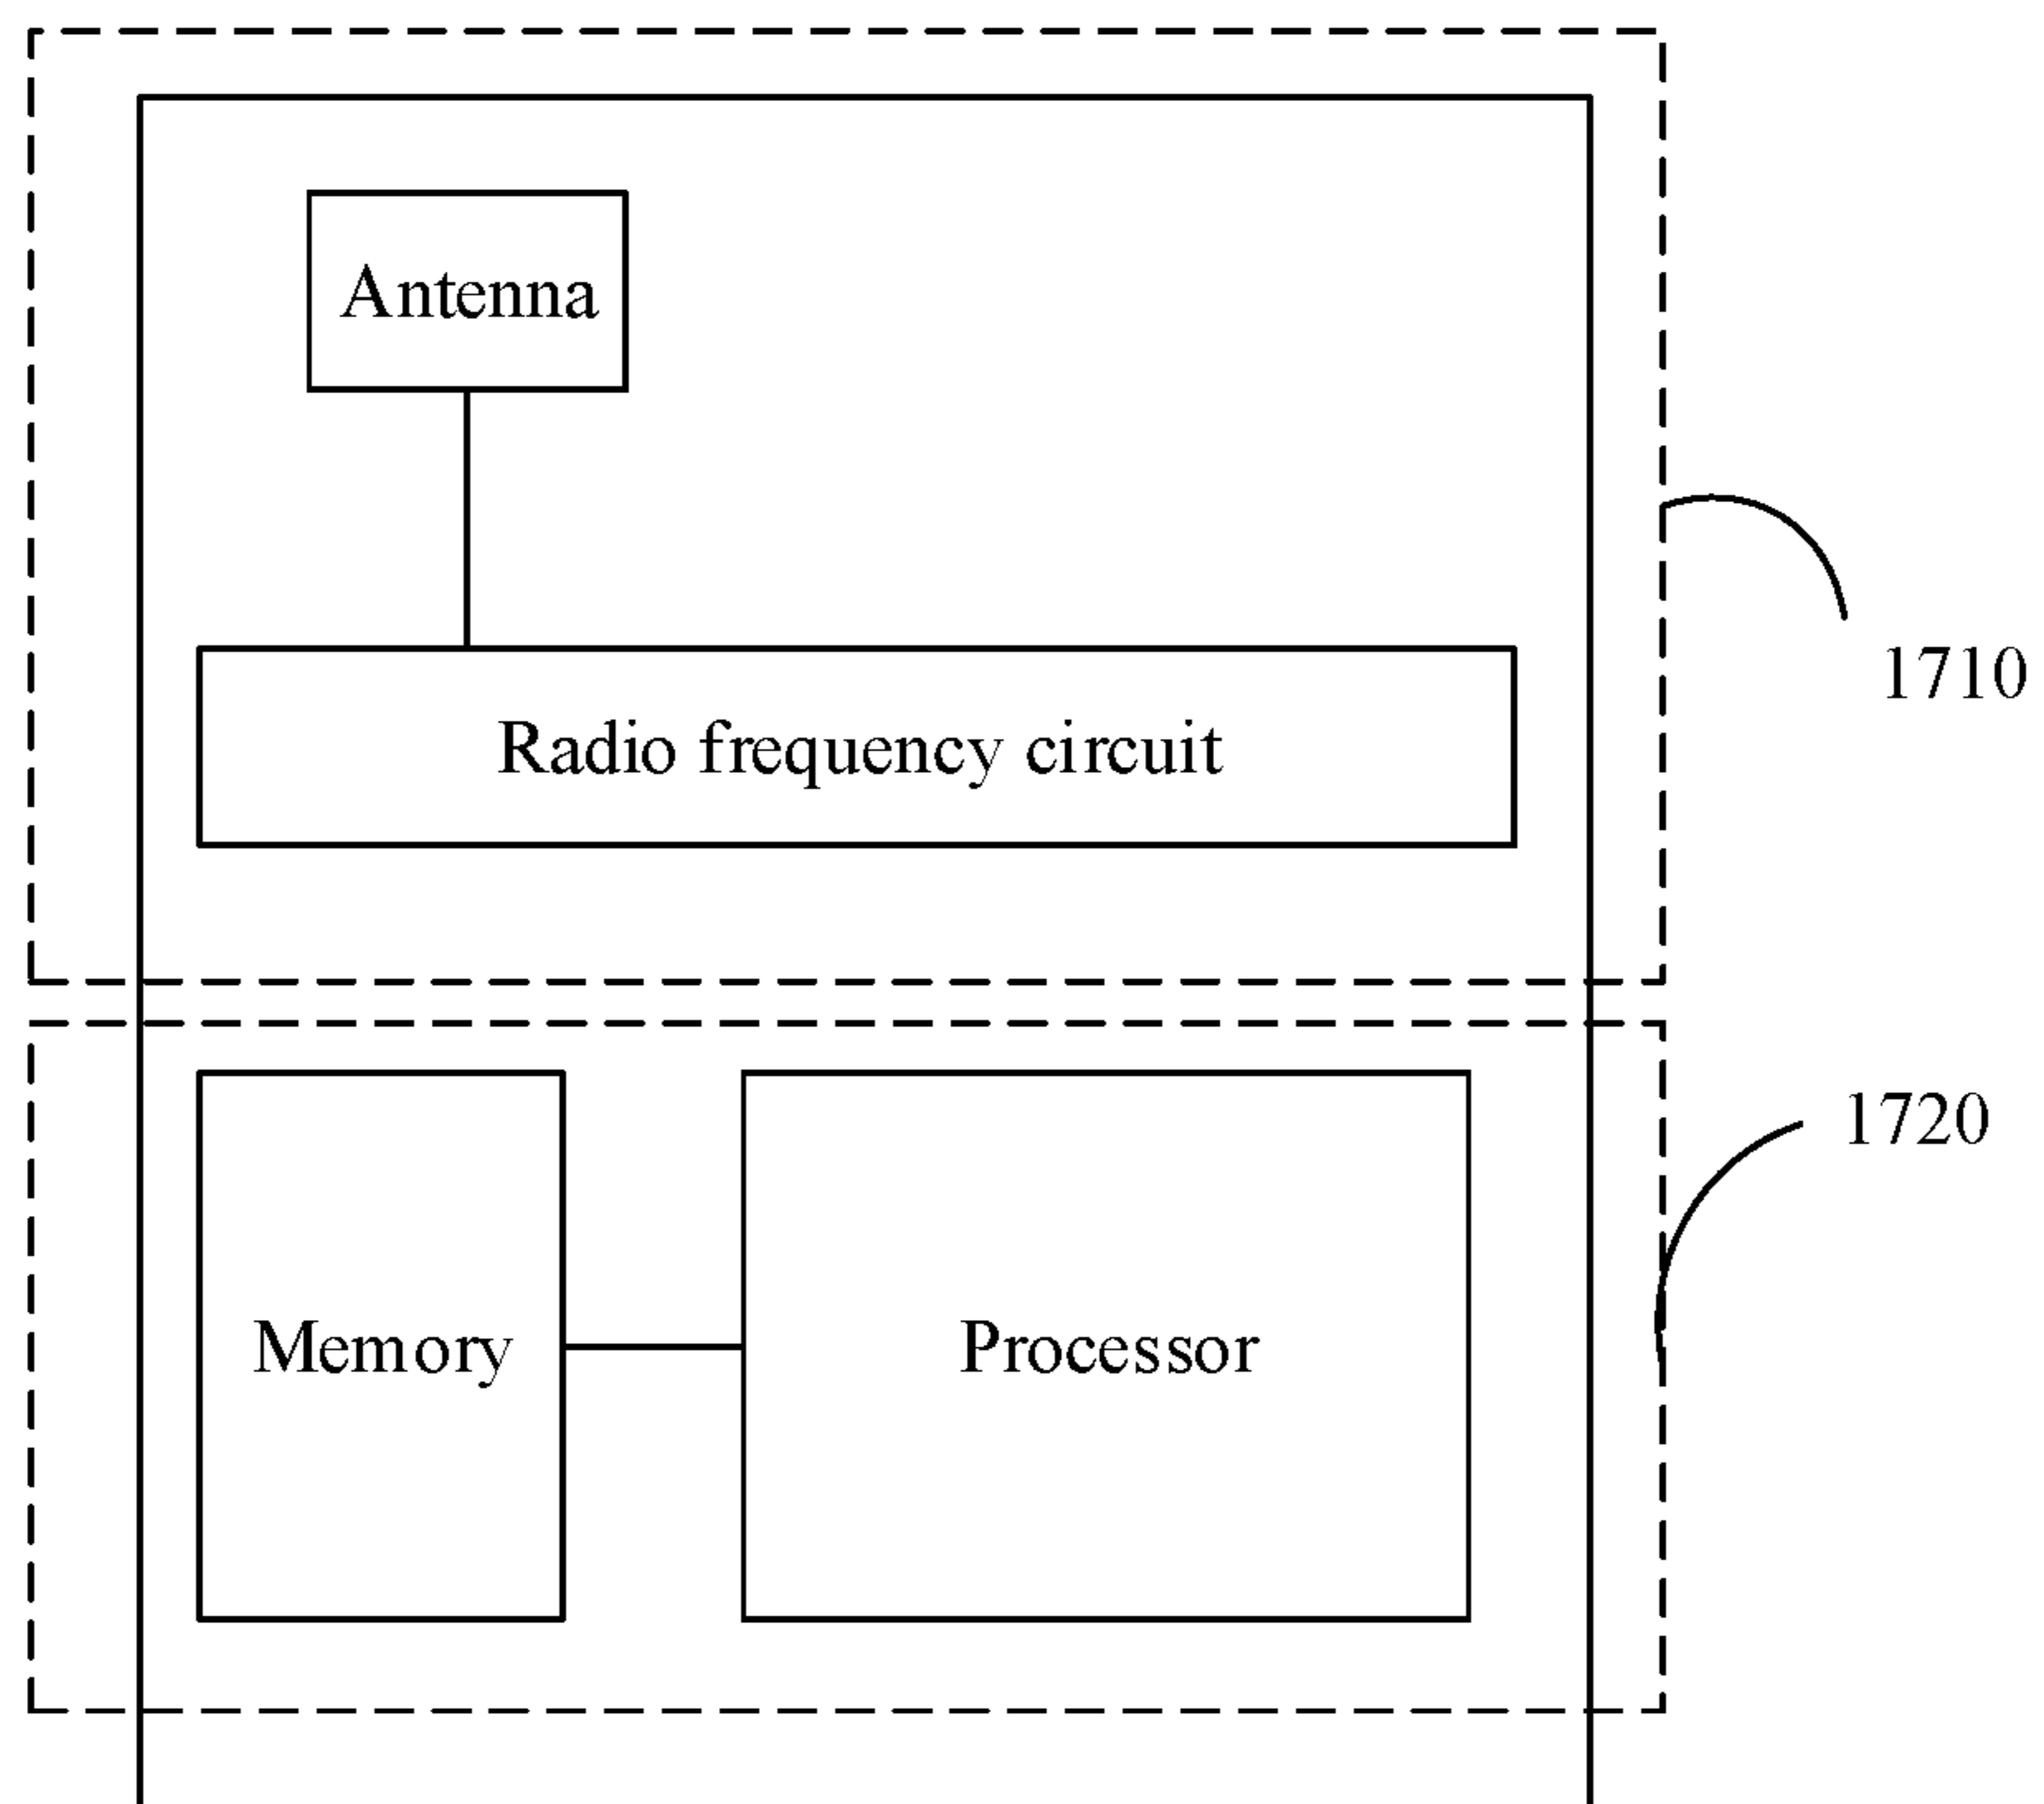 Antenna
1710
Radio frequency circuit
1720
Memory
Processor